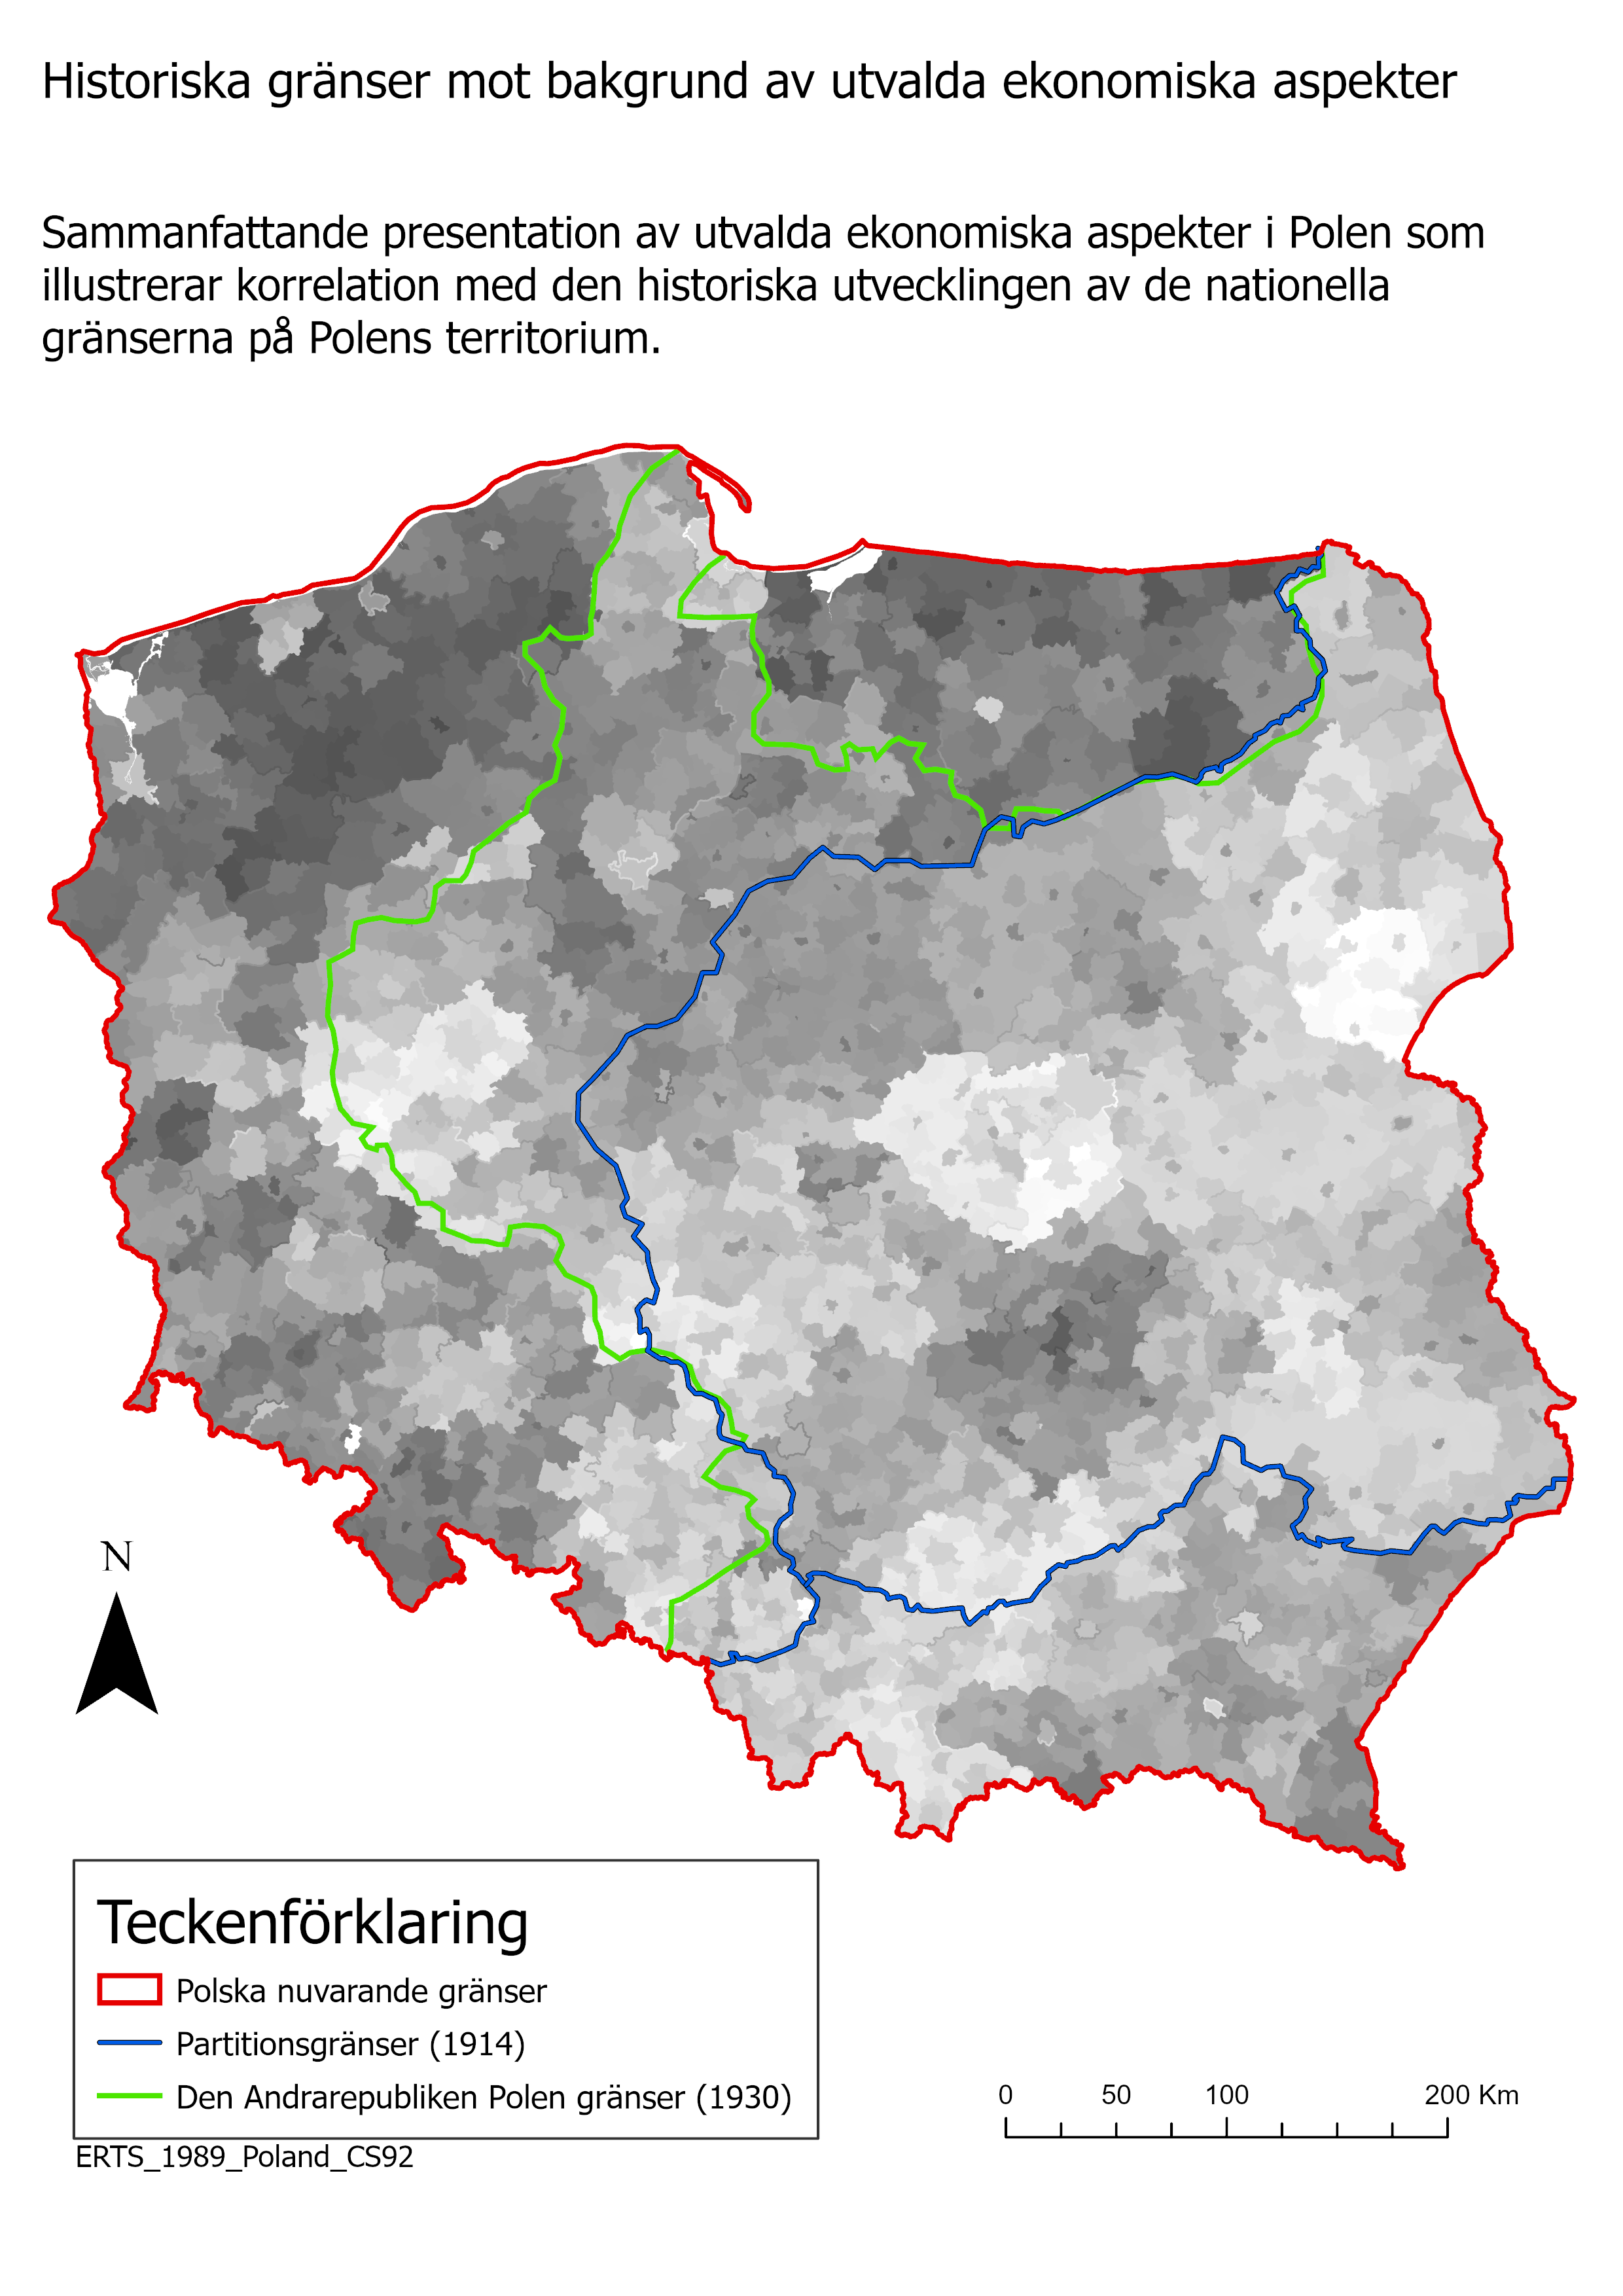 Historiska gränser mot bakgrund av utvalda ekonomiska aspekter
Sammanfattande presentation av utvalda ekonomiska aspekter i Polen som
illustrerar korrelation med den historiska utvecklingen av de nationella
gränserna på Polens territorium.
N
Teckenförklaring
Polska nuvarande gränser
Partitionsgränser (1914)
Den Andrarepubliken Polen gränser (1930)
ERTS_1989_Poland_CS92
0 50 100 200 Km